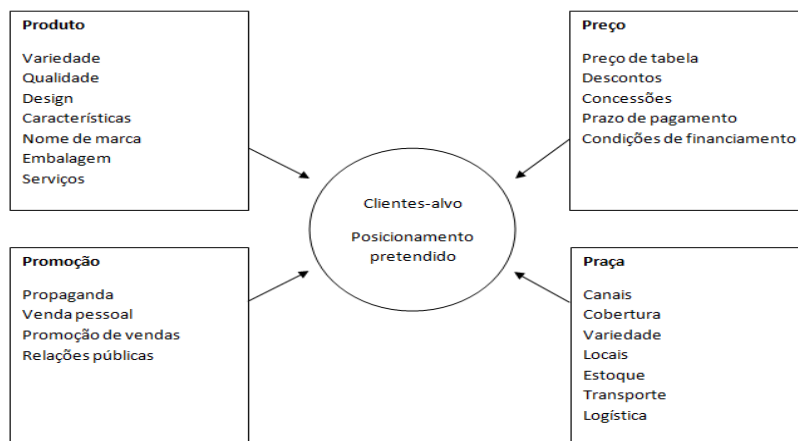 Produto
Variedade
Qualidade
Design
Características
Nome de marca
Embalagem
Serviços
Preço
Preço de tabela
Descontos
Concessões
Prazo de pagamento
Condições de financiamento
Clientes-alvo
Posicionamento
pretendido
Promoção
Propaganda
Venda pessoal
Promoção de vendas
Relações públicas
Praça
Canais
Cobertura
Variedade
Locais
Estoque
Transporte
Logística